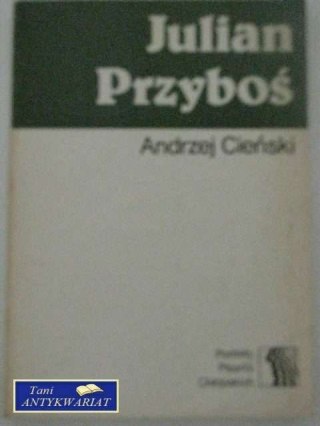 Julian
Przyboś
Andrzej Cieński
Tani
ANTYKWARIAT